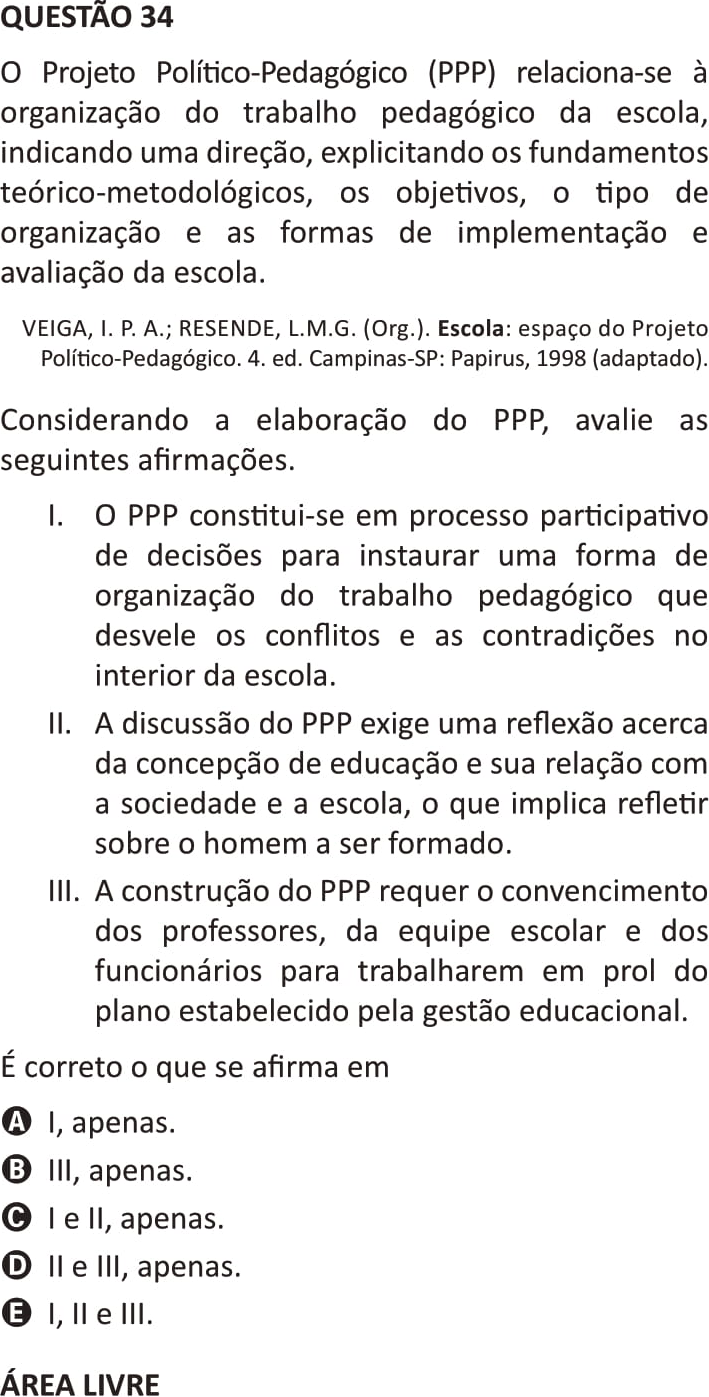 QUESTÃO 34
O Projeto Político-Pedagógico (PPP) relaciona-se à
organização do trabalho pedagógico da escola,
indicando uma direção, explicitando os fundamentos
teórico-metodológicos, os objetivos, o tipo de
organização e as formas de implementação e
avaliação da escola.
VEIGA, I. P. A.; RESENDE, L.M.G. (Org.). Escola: espaço do Projeto
Político-Pedagógico. 4. ed. Campinas-SP: Papirus, 1998 (adaptado).
Considerando a elaboração do PPP, avalie as
seguintes afirmações.
I. O PPP constitui-se em processo participativo
de decisões para instaurar uma forma de
organização do trabalho pedagógico que
desvele os conflitos e as contradições no
interior da escola.
II. A discussão do PPP exige uma reflexão acerca
da concepção de educação e sua relação com
a sociedade e a escola, o que implica refletir
sobre o homem a ser formado.
III. A construção do PPP requer o convencimento
dos professores, da equipe escolar e dos
funcionários para trabalharem em prol do
plano estabelecido pela gestão educacional.
É correto o que se afirma em
A I, apenas.
B III, apenas.
C I e II, apenas.
D II e III, apenas.
E I, II e III.
ÁREA LIVRE